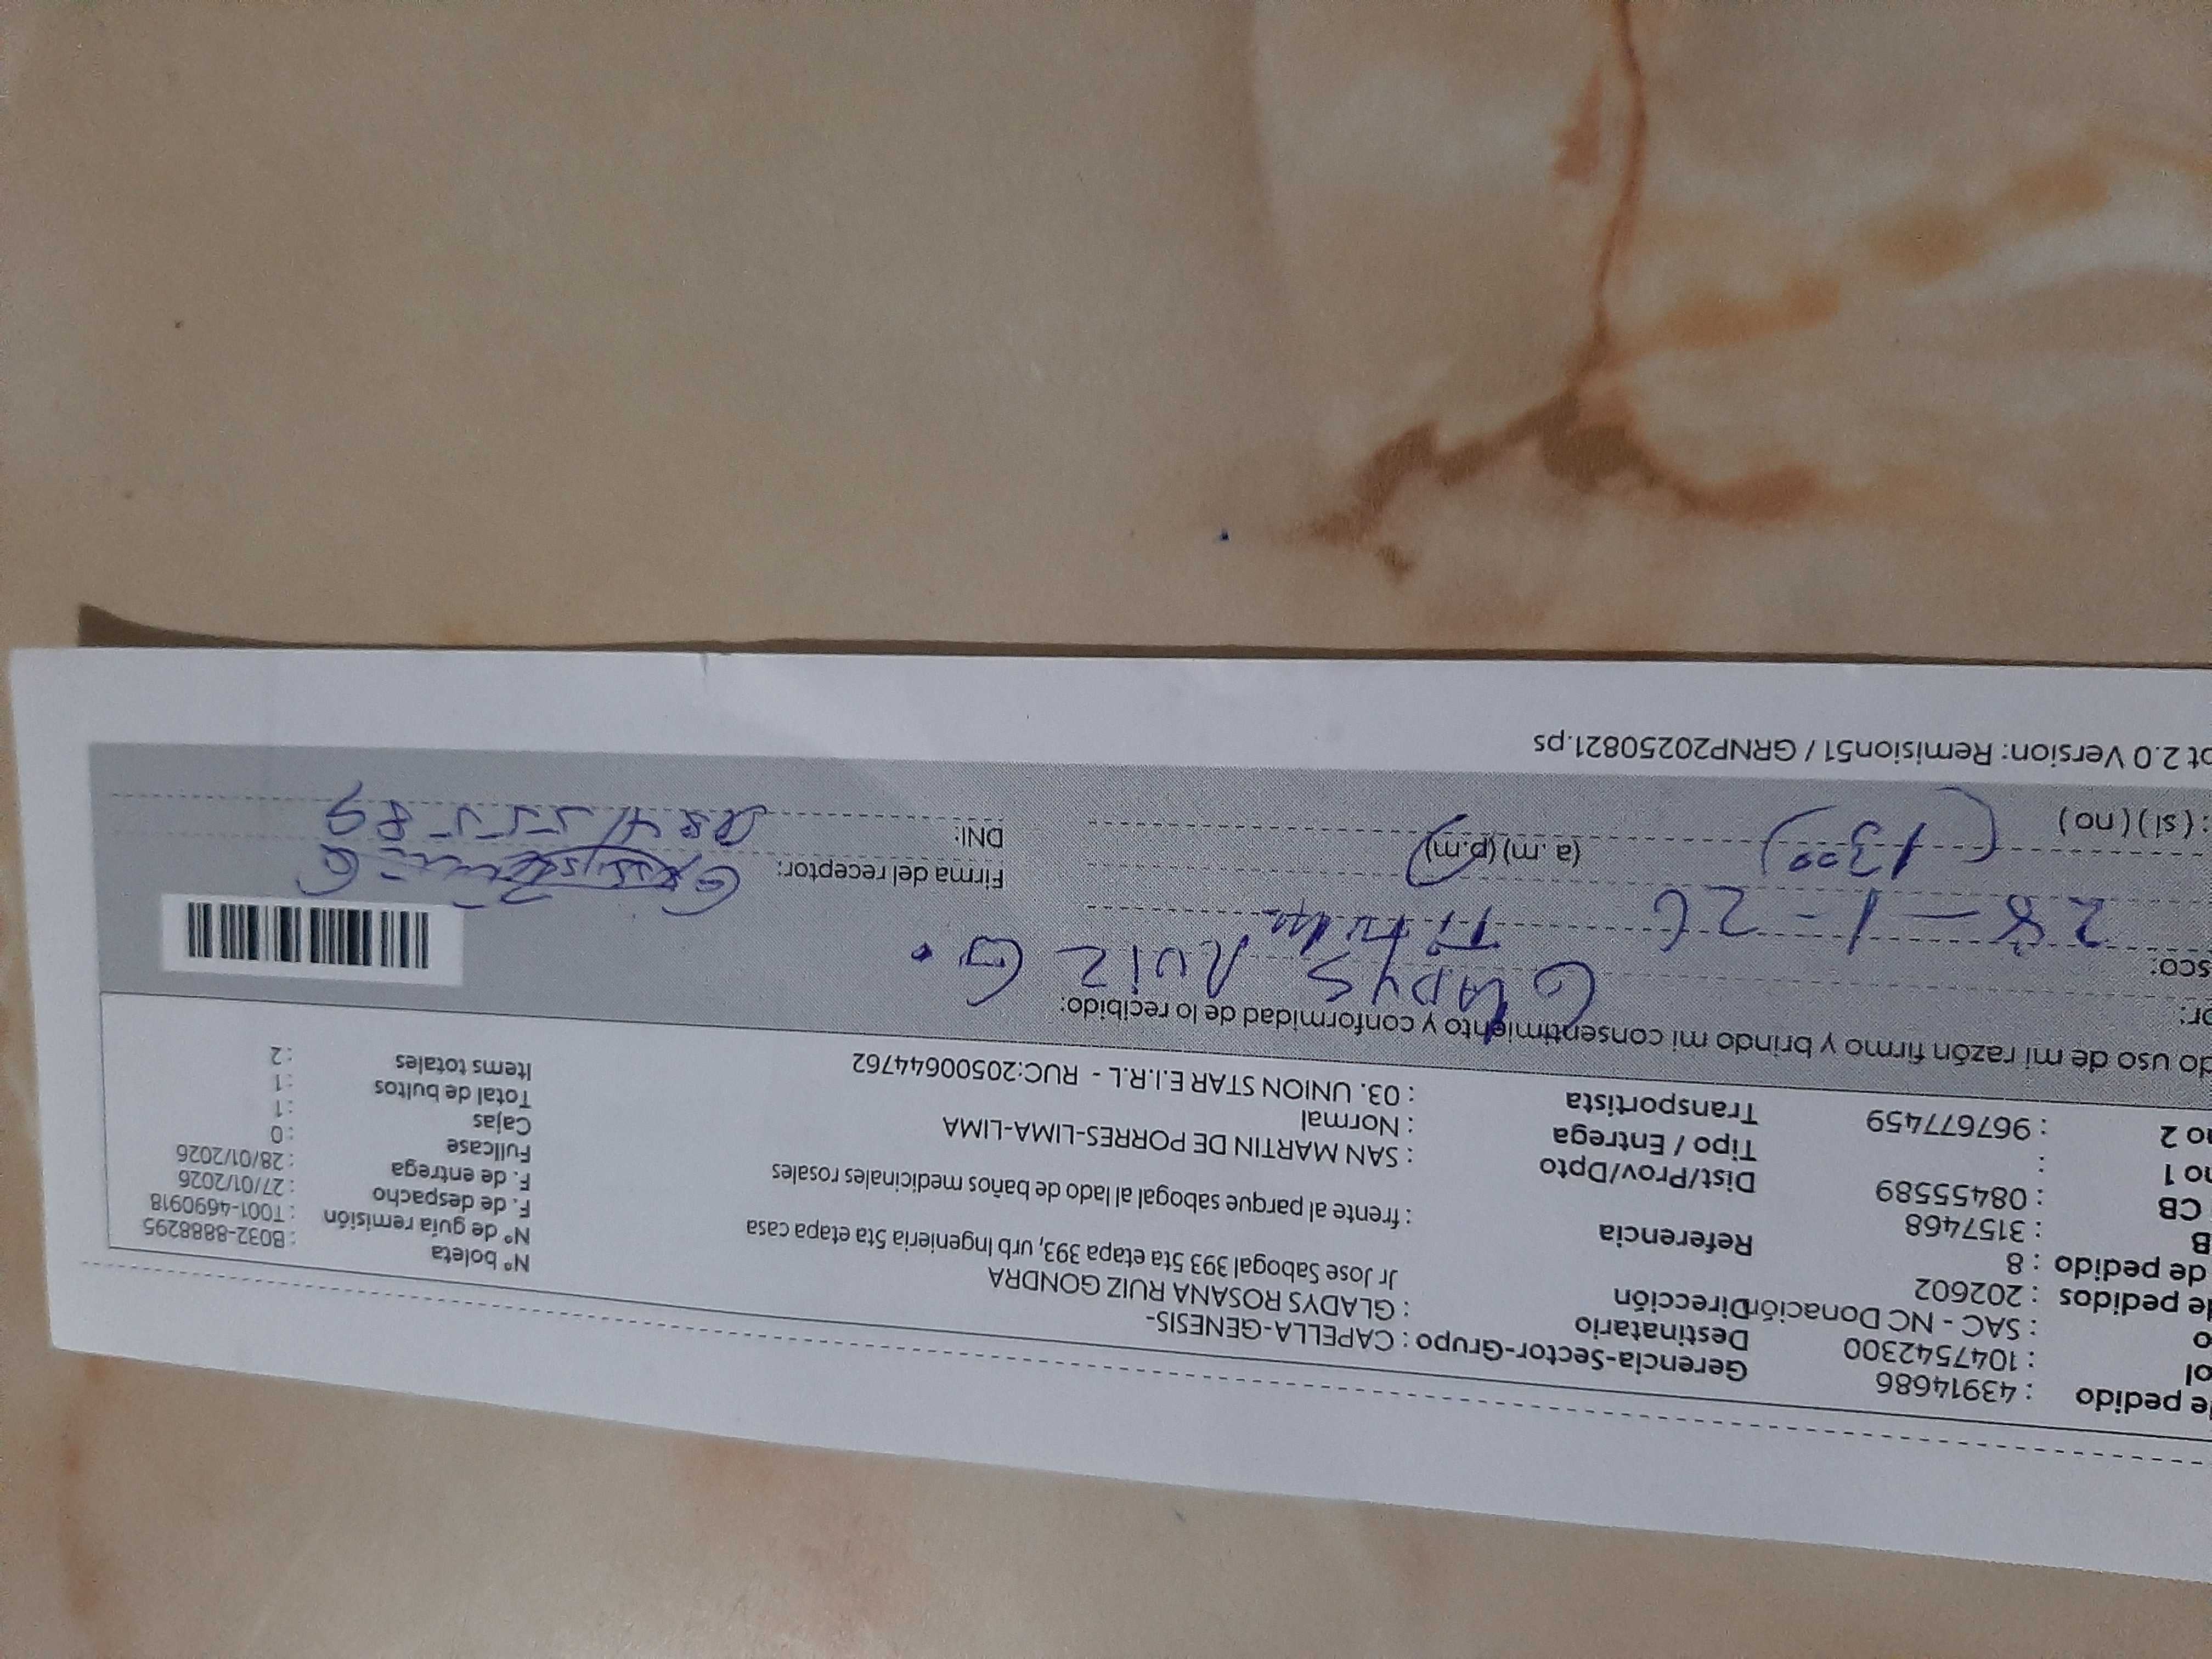 de pedido : 43914686 Gerencia-Sector-Grupo : CAPELLA-GENESIS-
ol : 1047542300 Destinatario : GLADYS ROSANA RUIZ GONDRA
o : SAC - NC Donación Dirección Jr Jose Sabogal 393 5ta etapa 393, urb Ingenieria 5ta etapa casa
de pedidos : 202602
de pedido : 8 Referencia : frente al parque sabogal al lado de baños medicinales rosales
B : 3157468
CB : 08455589 Dist/Prov/Dpto : SAN MARTIN DE PORRES-LIMA-LIMA
no 1 : Tipo / Entrega : Normal
no 2 : 967677459 Transportista : 03. UNION STAR E.I.R.L - RUC:20500644762
N° boleta : B032-8888295
N° de guía remisión : T001-4690918
F. de despacho : 27/01/2026
F. de entrega : 28/01/2026
Fullcase : 0
Cajas : 1
Total de bultos : 1
Items totales : 2
do uso de mi razón firmo y brindo mi consentimiento y conformidad de lo recibido:
or: GLADYS RUIZ G.
sco: Titular
28-1-26
(13:00) (a. m) (p.m)
Firma del receptor:
: ( sí ) ( no ) DNI: 08455589
pt 2.0 Version: Remision51 / GRNP20250821.ps